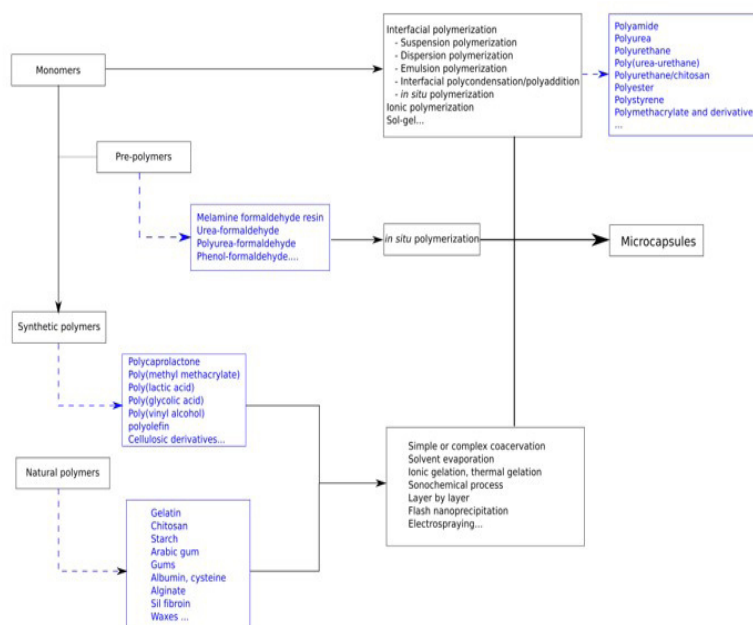 Monomers
Interfacial polymerization
- Suspension polymerization
- Dispersion polymerization
- Emulsion polymerization
- Interfacial polycondensation/polyaddition
- in situ polymerization
Ionic polymerization
Sol-gel...
Polyamide
Polyurea
Polyurethane
Poly(urea-urethane)
Polyurethane/chitosan
Polyester
Polystyrene
Polymethacrylate and derivative
...
Pre-polymers
Melamine formaldehyde resin
Urea-formaldehyde
Polyurea-formaldehyde
Phenol-formaldehyde....
in situ polymerization
Microcapsules
Synthetic polymers
Polycaprolactone
Poly(methyl methacrylate)
Poly(lactic acid)
Poly(glycolic acid)
Poly(vinyl alcohol)
polyolefin
Cellulosic derivatives...
Natural polymers
Gelatin
Chitosan
Starch
Arabic gum
Gums
Albumin, cysteine
Alginate
Sil fibroin
Waxes ...
Simple or complex coacervation
Solvent evaporation
Ionic gelation, thermal gelation
Sonochemical process
Layer by layer
Flash nanoprecipitation
Electrospraying...